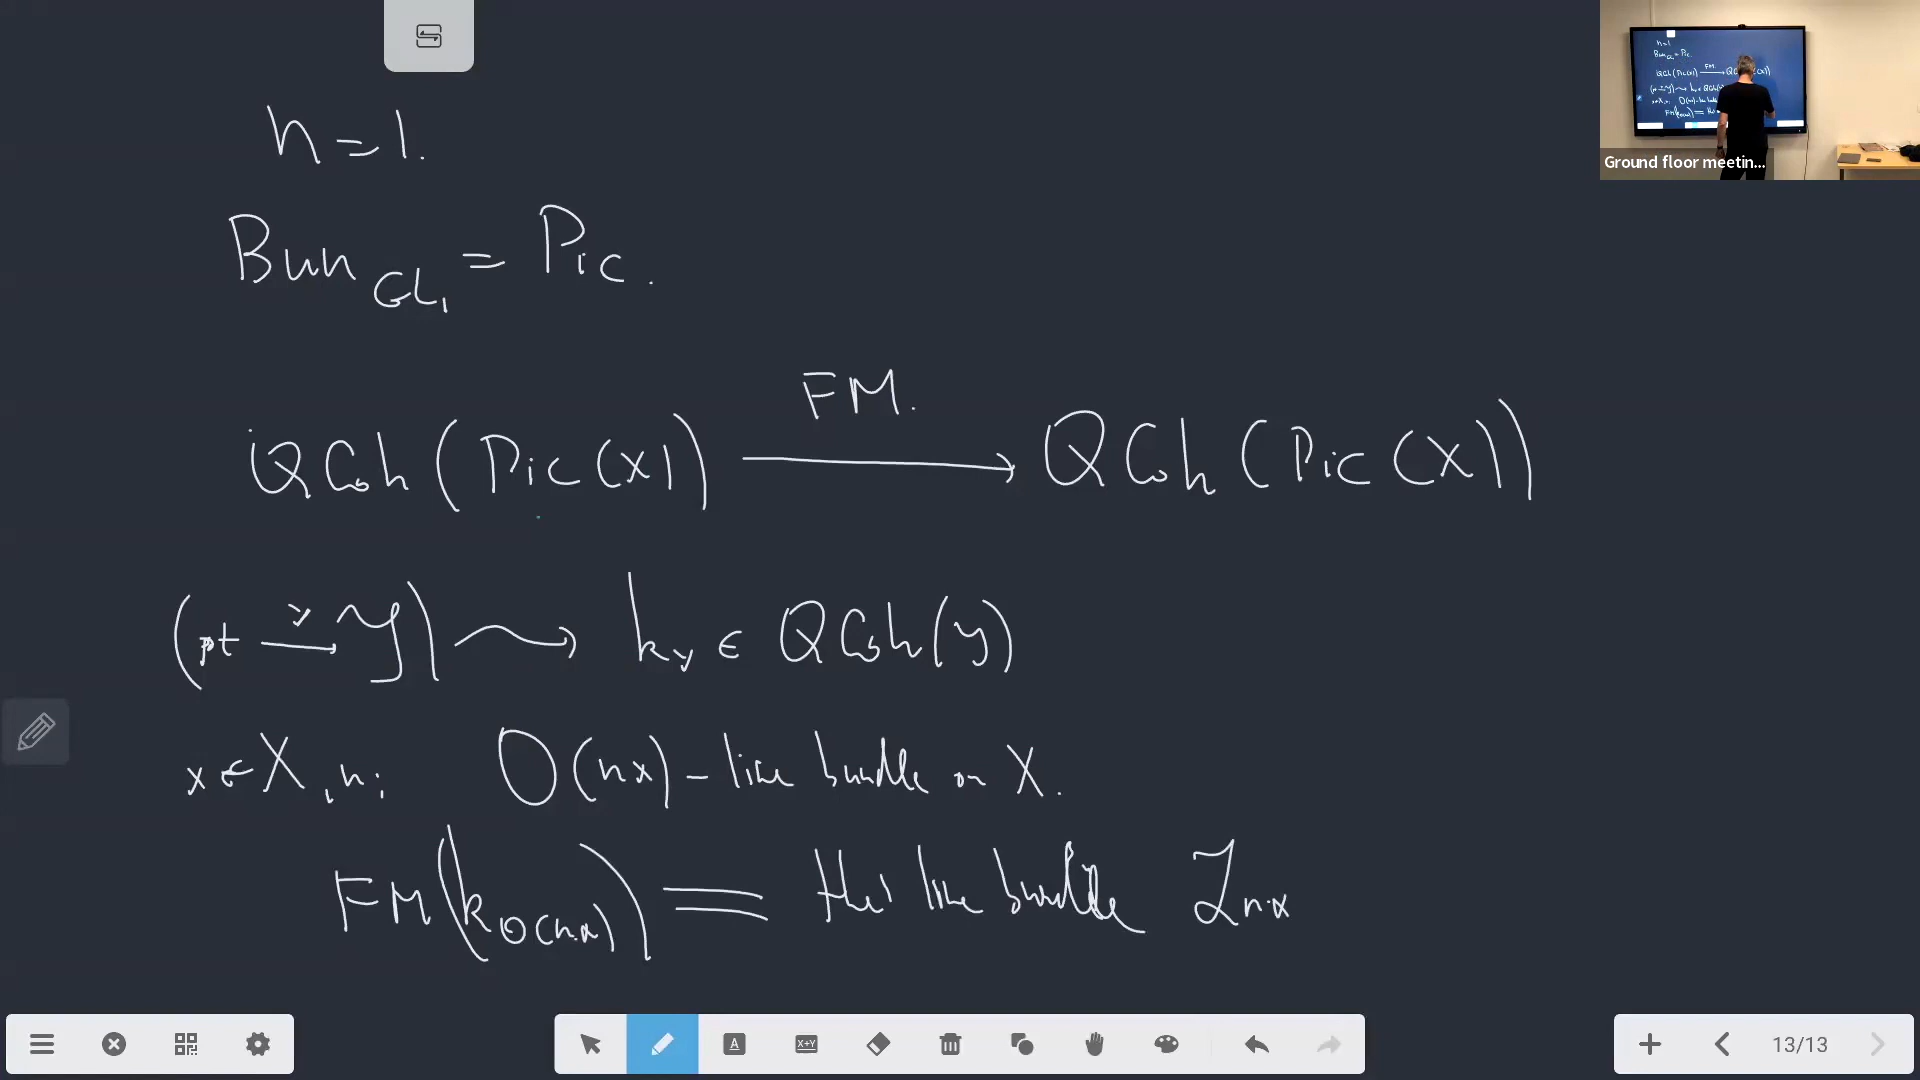 n=1.
Bun_{GL_1} = Pic.
FM.
QCoh(Pic(X)) ⟶ QCoh(Pic(X))
(pt →^y Y) ⇝ k_y ∈ QCoh(Y)
x ∈ X, n; O(nx) – line bundle on X.
FM(k_{O(n.x)}) = the line bundle L_{n·x}
Ground floor meetin...
13/13